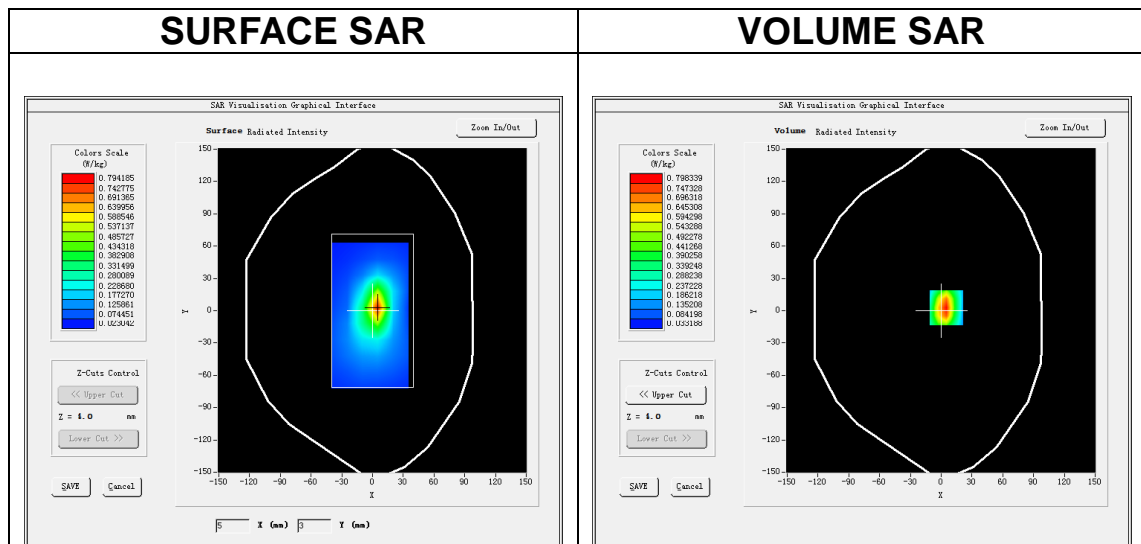 SURFACE SAR
VOLUME SAR
SAR Visualisation Graphical Interface
Surface Radiated Intensity
Zoom In/Out
Colors Scale
(W/kg)
0.794185
0.742775
0.691365
0.639956
0.588546
0.537137
0.485727
0.434318
0.382908
0.331499
0.280089
0.228680
0.177270
0.125861
0.074451
0.023042
Z-Cuts Control
<< Upper Cut
Z = 4.0 mm
Lower Cut >>
SAVE Cancel
150
120
90
60
30
0
-30
-60
-90
-120
-150
Y
-150 -120 -90 -60 -30 0 30 60 90 120 150
X
5 X (mm) 3 Y (mm)
SAR Visualisation Graphical Interface
Volume Radiated Intensity
Zoom In/Out
Colors Scale
(W/kg)
0.798339
0.747328
0.696318
0.645308
0.594298
0.543288
0.492278
0.441268
0.390258
0.339248
0.288238
0.237228
0.186218
0.135208
0.084198
0.033188
Z-Cuts Control
<< Upper Cut
Z = 4.0 mm
Lower Cut >>
SAVE Cancel
150
120
90
60
30
0
-30
-60
-90
-120
-150
Y
-150 -120 -90 -60 -30 0 30 60 90 120 150
X